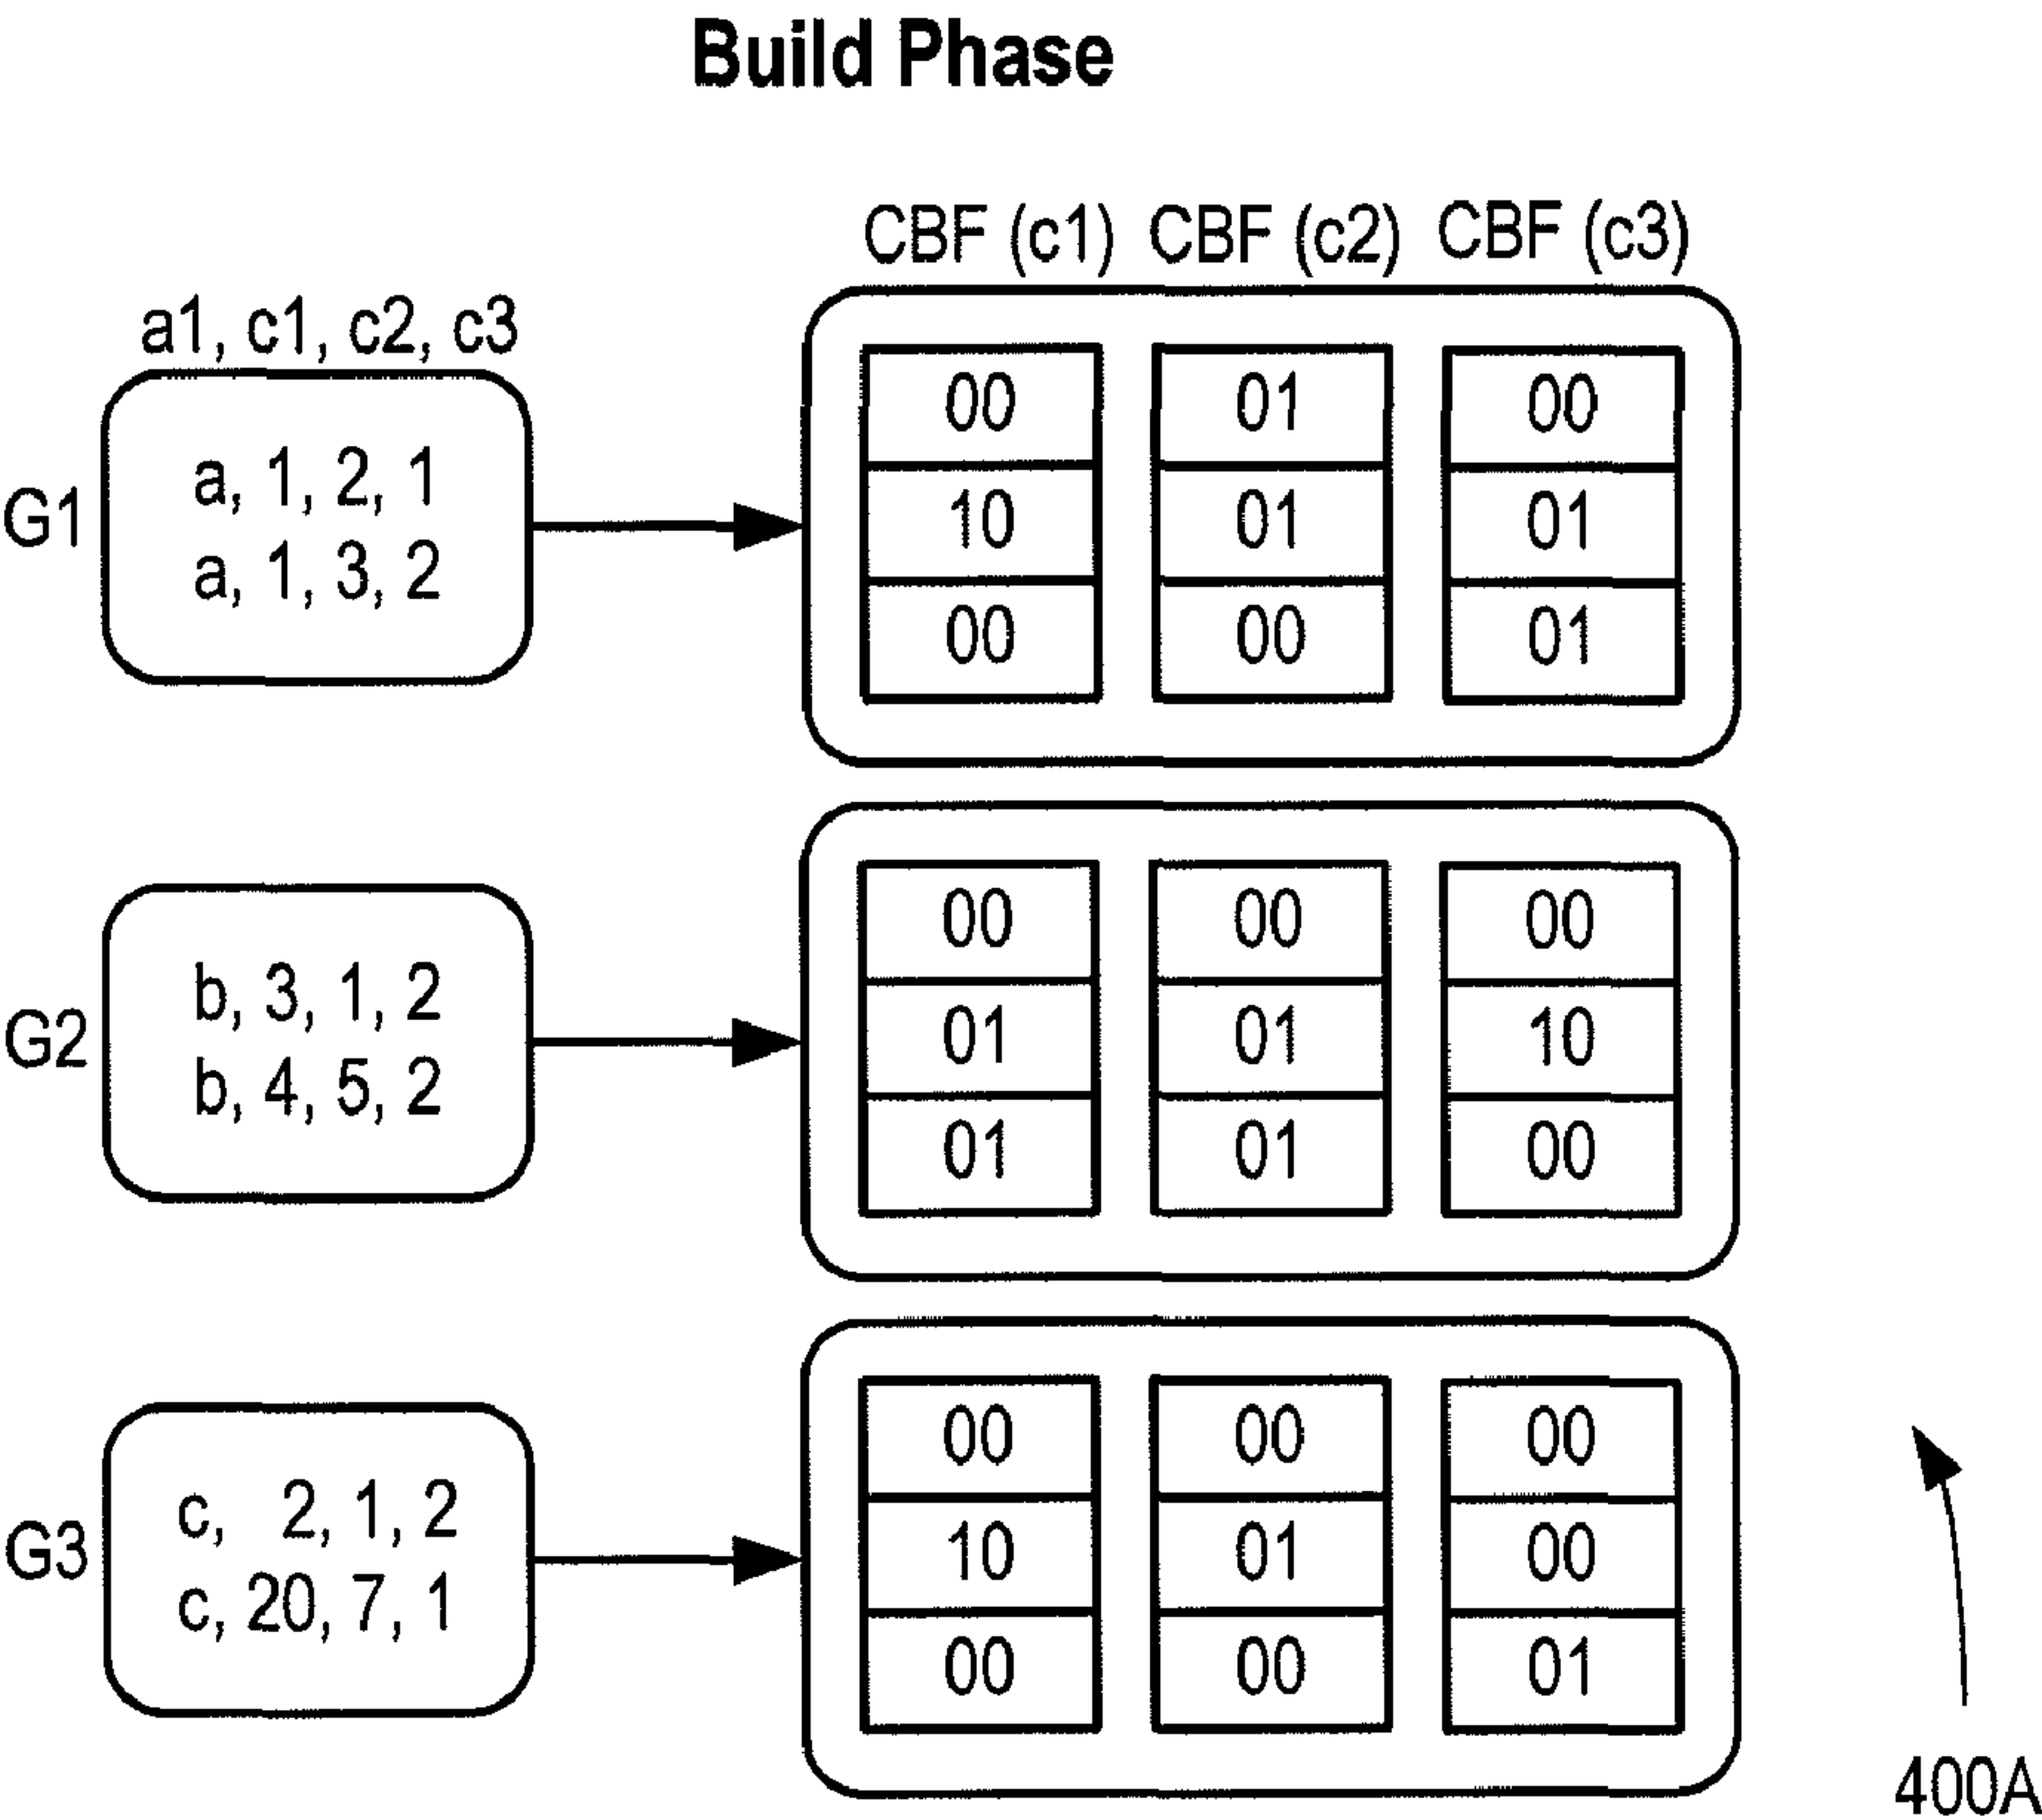 Build Phase
CBF (c1) CBF (c2) CBF (c3)
a1, c1, c2, c3
G1
a, 1, 2, 1
a, 1, 3, 2
00 01 00
10 01 01
00 00 01
G2
b, 3, 1, 2
b, 4, 5, 2
00 00 00
01 01 10
01 01 00
G3
c, 2, 1, 2
c, 20, 7, 1
00 00 00
10 01 00
00 00 01
400A